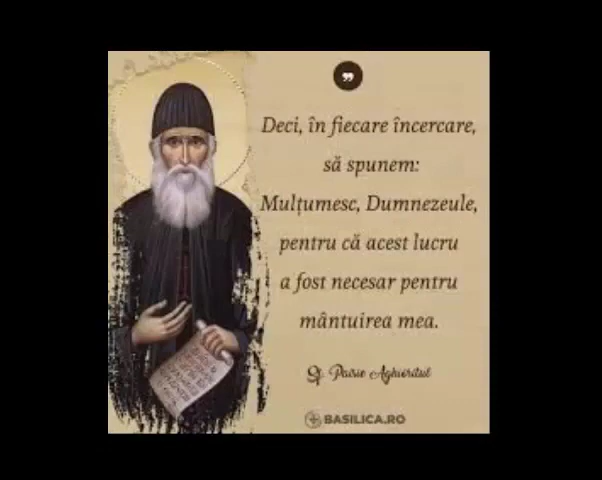 Deci, în fiecare încercare,
să spunem:
Mulțumesc, Dumnezeule,
pentru că acest lucru
a fost necesar pentru
mântuirea mea.
Sf. Paisie Aghioritul
BASILICA.RO